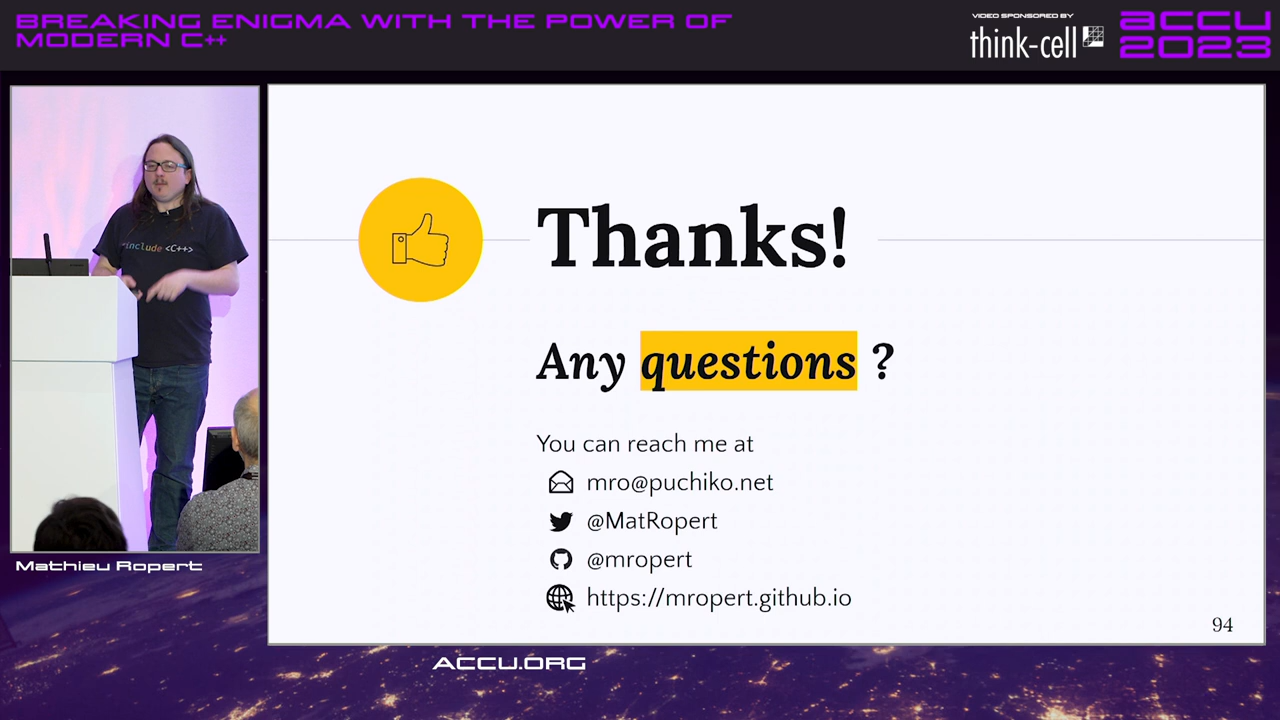 BREAKING ENIGMA WITH THE POWER OF
MODERN C++
VIDEO SPONSORED BY
think-cell
accu
2023
#include <C++>
Thanks!
Any questions ?
You can reach me at
mro@puchiko.net
@MatRopert
@mropert
https://mropert.github.io
94
Mathieu Ropert
ACCU.ORG